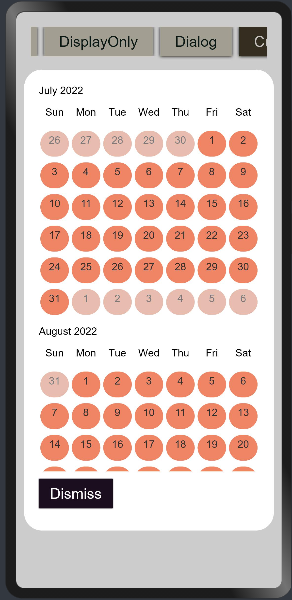 DisplayOnly Dialog
July 2022
Sun Mon Tue Wed Thu Fri Sat
26 27 28 29 30 1 2
3 4 5 6 7 8 9
10 11 12 13 14 15 16
17 18 19 20 21 22 23
24 25 26 27 28 29 30
31 1 2 3 4 5 6
August 2022
Sun Mon Tue Wed Thu Fri Sat
31 1 2 3 4 5 6
7 8 9 10 11 12 13
14 15 16 17 18 19 20
Dismiss